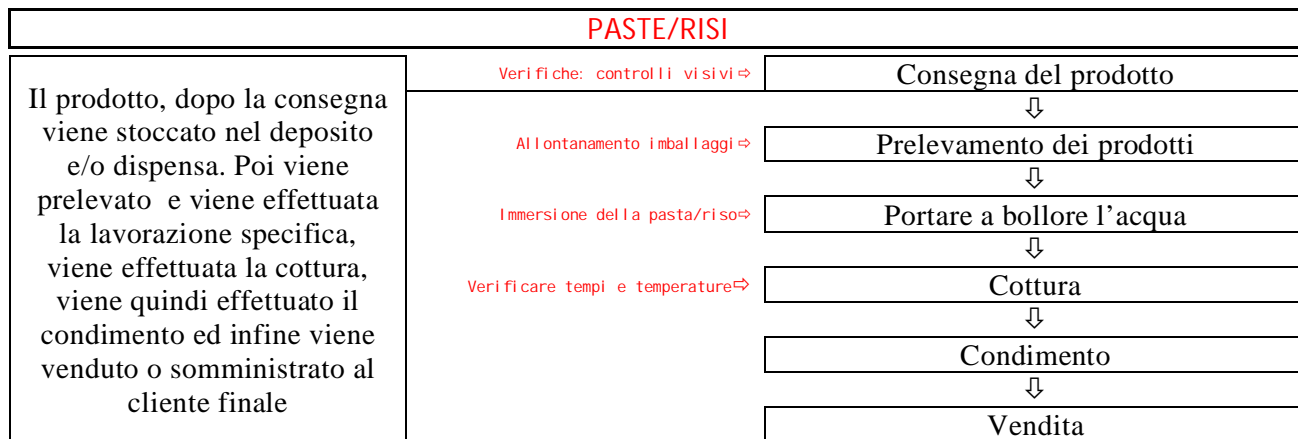 PASTE/RISI
Il prodotto, dopo la consegna
viene stoccato nel deposito
e/o dispensa. Poi viene
prelevato e viene effettuata
la lavorazione specifica,
viene effettuata la cottura,
viene quindi effettuato il
condimento ed infine viene
venduto o somministrato al
cliente finale
Verifiche: controlli visivi⇨
Consegna del prodotto
⇩
Allontanamento imballaggi⇨
Prelevamento dei prodotti
⇩
Immersione della pasta/riso⇨
Portare a bollore l’acqua
⇩
Verificare tempi e temperature⇨
Cottura
⇩
Condimento
⇩
Vendita